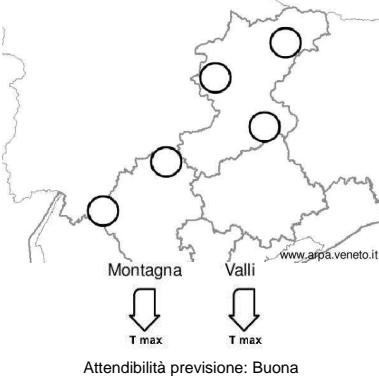 www.arpa.veneto.it
Montagna Valli
T max T max
Attendibilità previsione: Buona